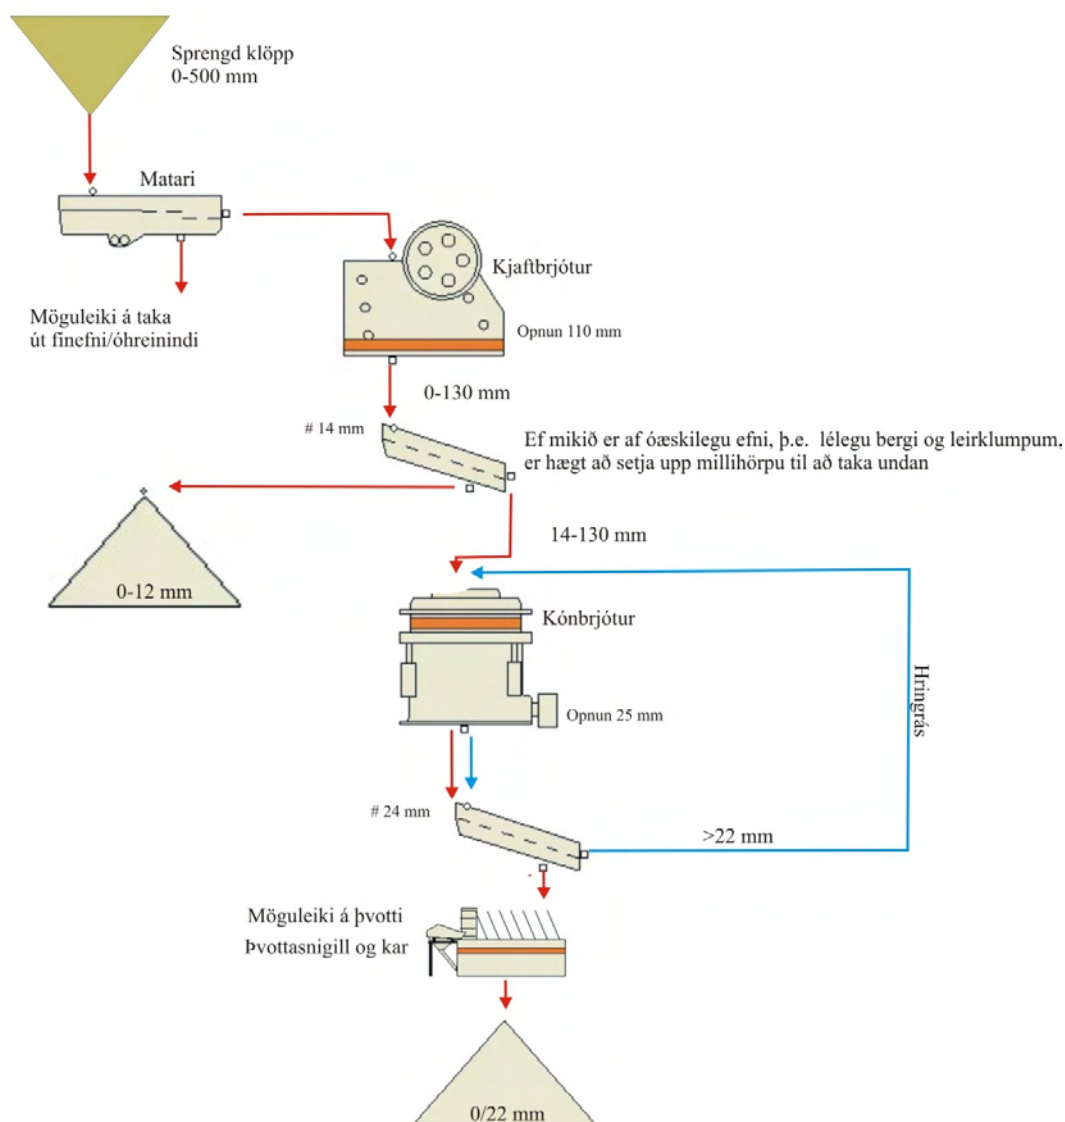 Sprengd klöpp
0-500 mm
Matari
Kjaftbrjótur
Möguleiki á taka
út fínefni/óhreinindi
Opnun 110 mm
0-130 mm
# 14 mm
Ef mikið er af óæskilegu efni, þ.e. lélegu bergi og leirklumpum,
er hægt að setja upp millihörpu til að taka undan
14-130 mm
0-12 mm
Kónbrjótur
Hringrás
Opnun 25 mm
# 24 mm
>22 mm
Möguleiki á þvotti
Þvottasnigill og kar
0/22 mm